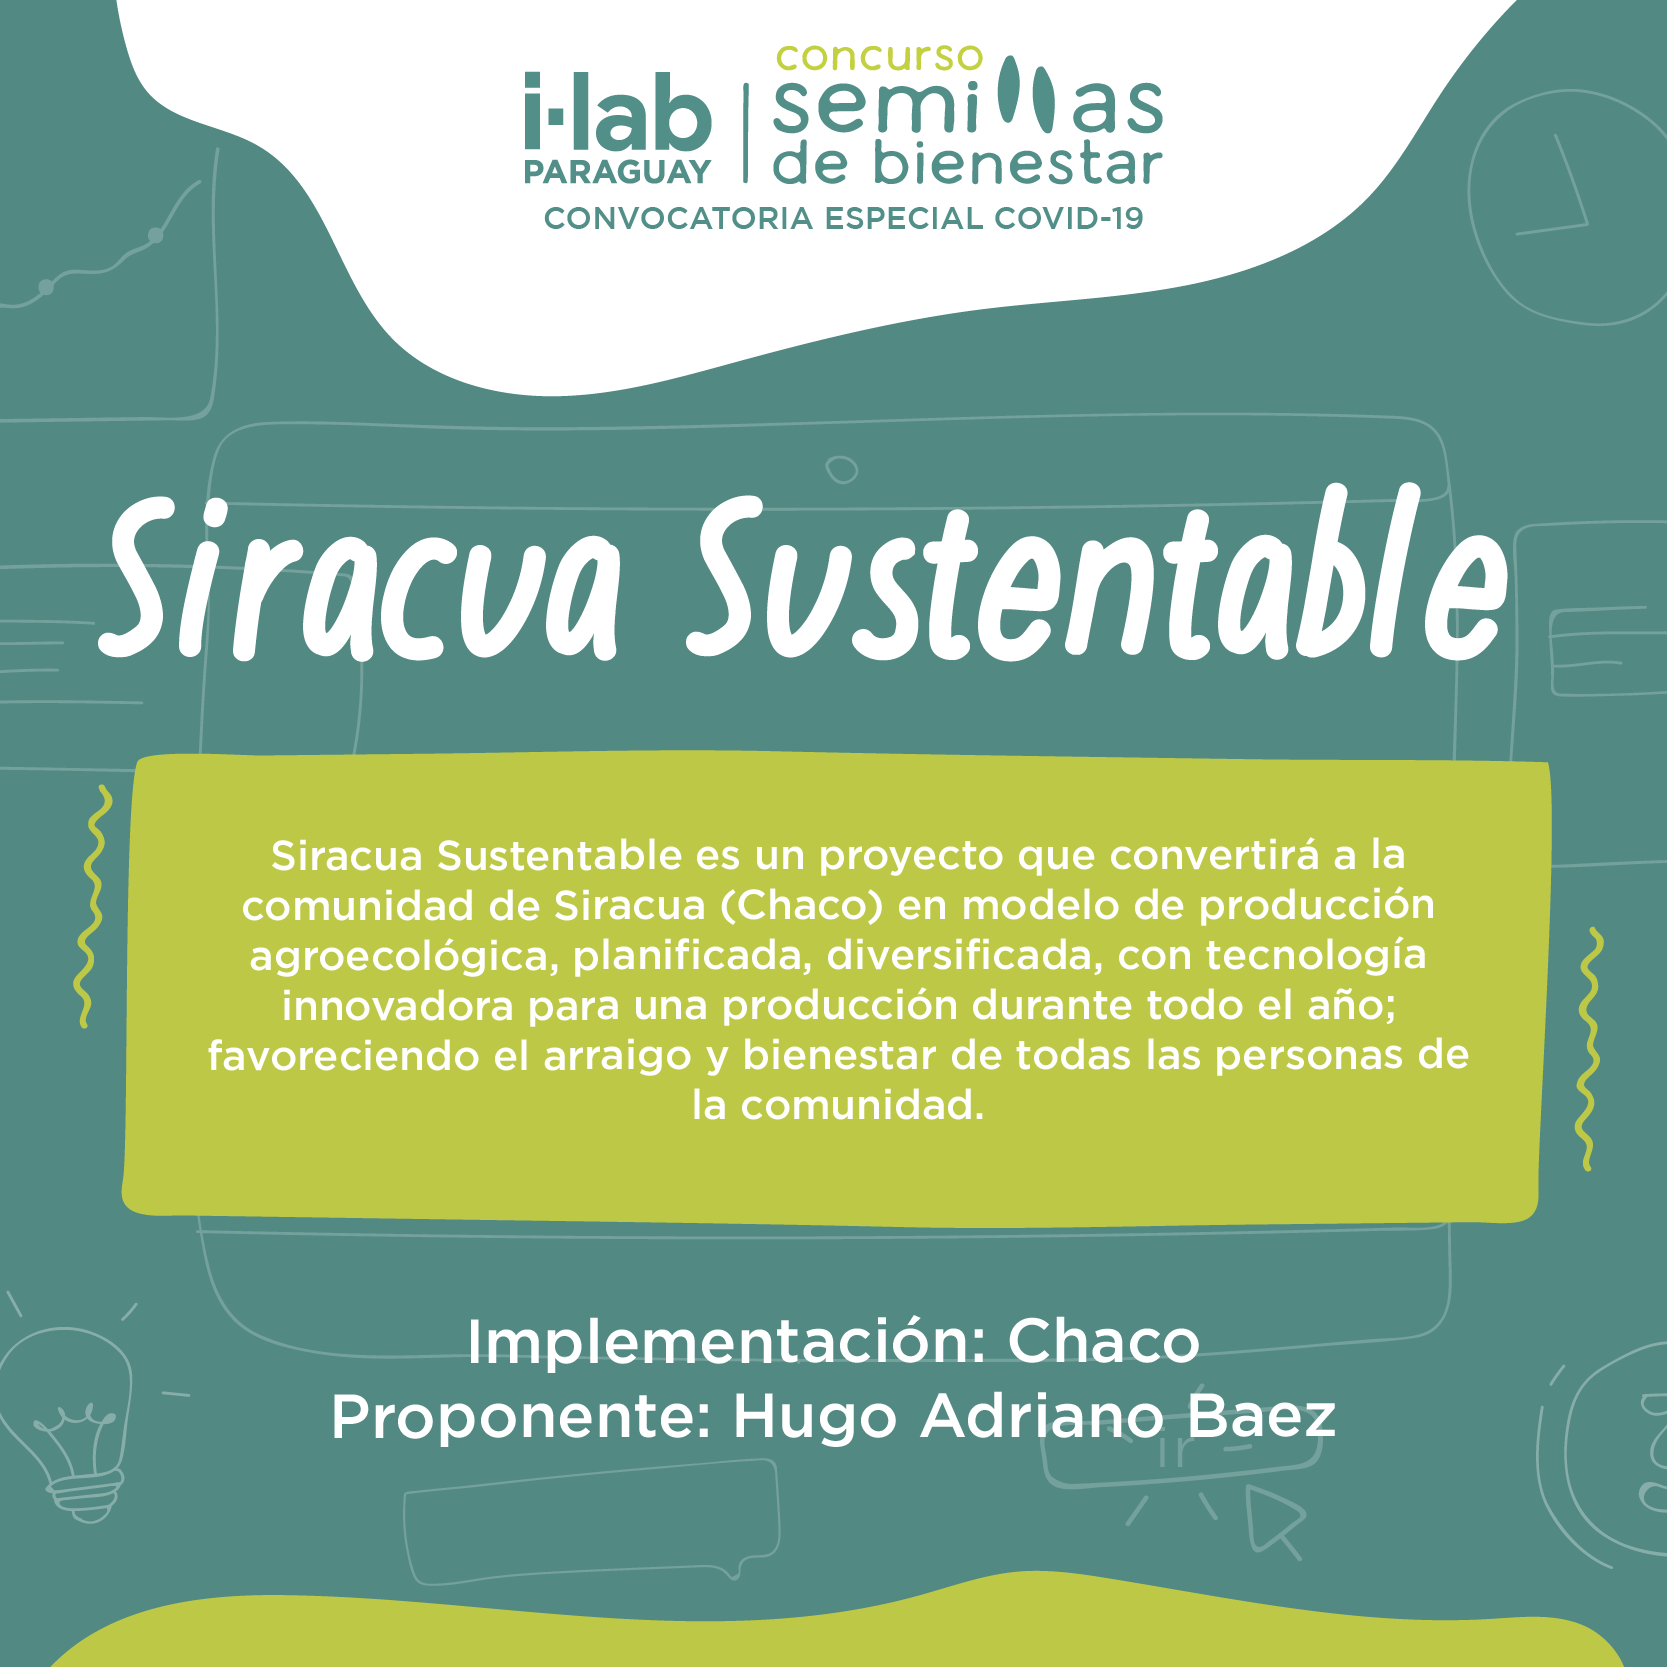 i·lab
PARAGUAY
concurso
semillas
de bienestar
CONVOCATORIA ESPECIAL COVID-19
Siracua Sustentable
Siracua Sustentable es un proyecto que convertirá a la
comunidad de Siracua (Chaco) en modelo de producción
agroecológica, planificada, diversificada, con tecnología
innovadora para una producción durante todo el año;
favoreciendo el arraigo y bienestar de todas las personas de
la comunidad.
Implementación: Chaco
Proponente: Hugo Adriano Baez
ir